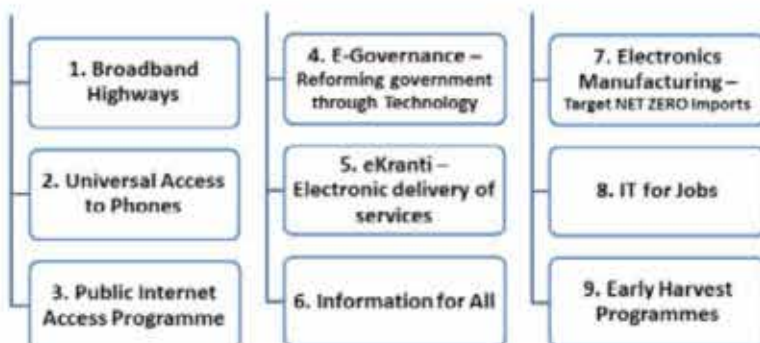 1. Broadband
Highways
2. Universal Access
to Phones
3. Public Internet
Access Programme
4. E-Governance –
Reforming government
through Technology
5. eKranti –
Electronic delivery of
services
6. Information for All
7. Electronics
Manufacturing –
Target NET ZERO Imports
8. IT for Jobs
9. Early Harvest
Programmes